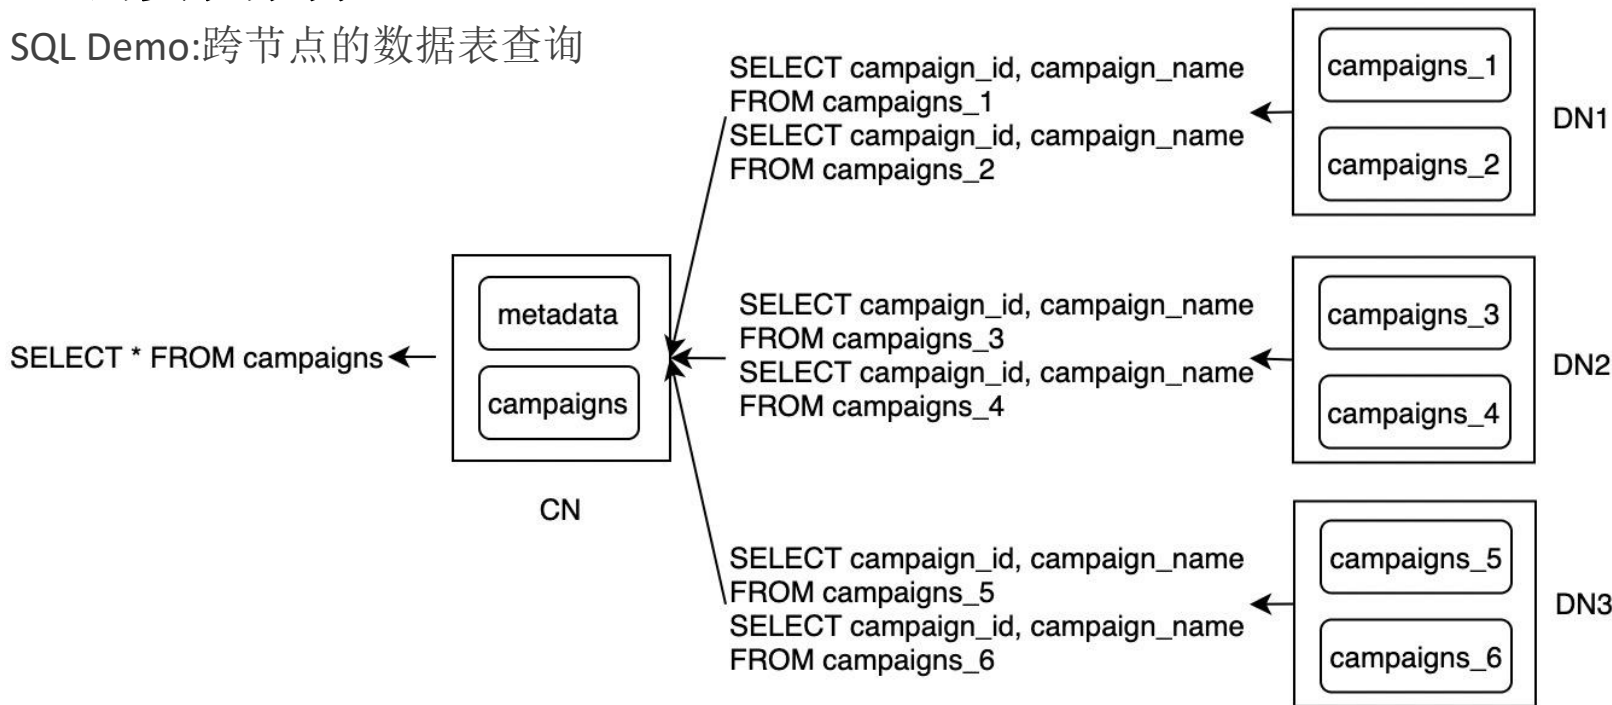 SQL Demo:跨节点的数据表查询
SELECT campaign_id, campaign_name
FROM campaigns_1
SELECT campaign_id, campaign_name
FROM campaigns_2
campaigns_1
campaigns_2
DN1
SELECT * FROM campaigns
metadata
campaigns
CN
SELECT campaign_id, campaign_name
FROM campaigns_3
SELECT campaign_id, campaign_name
FROM campaigns_4
campaigns_3
campaigns_4
DN2
SELECT campaign_id, campaign_name
FROM campaigns_5
SELECT campaign_id, campaign_name
FROM campaigns_6
campaigns_5
campaigns_6
DN3